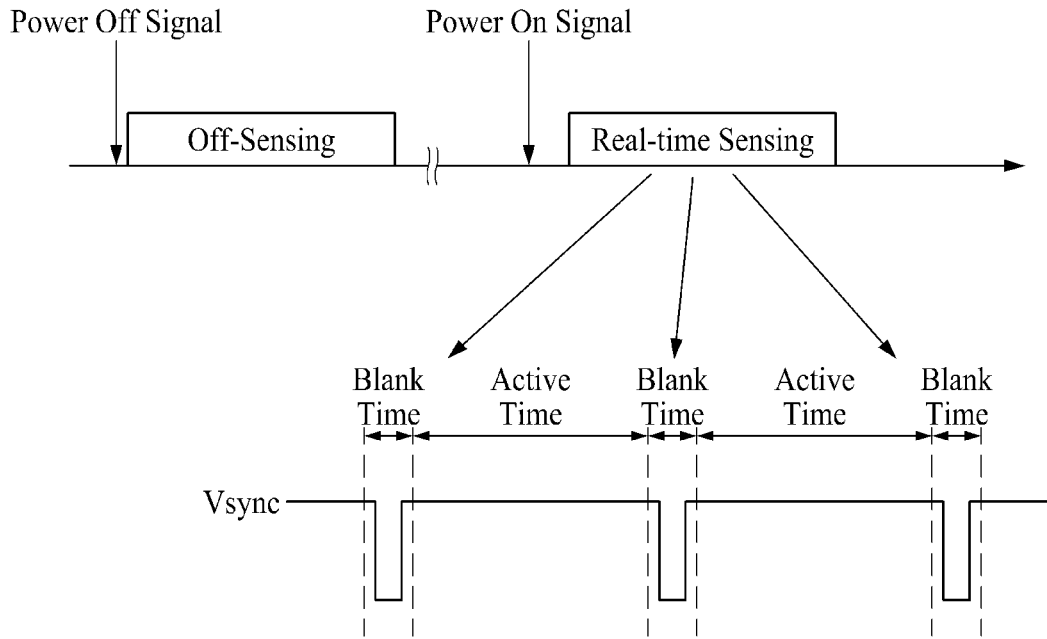 Power Off Signal
Power On Signal
Off-Sensing
Real-time Sensing
Blank
Time
Active
Time
Blank
Time
Active
Time
Blank
Time
Vsync